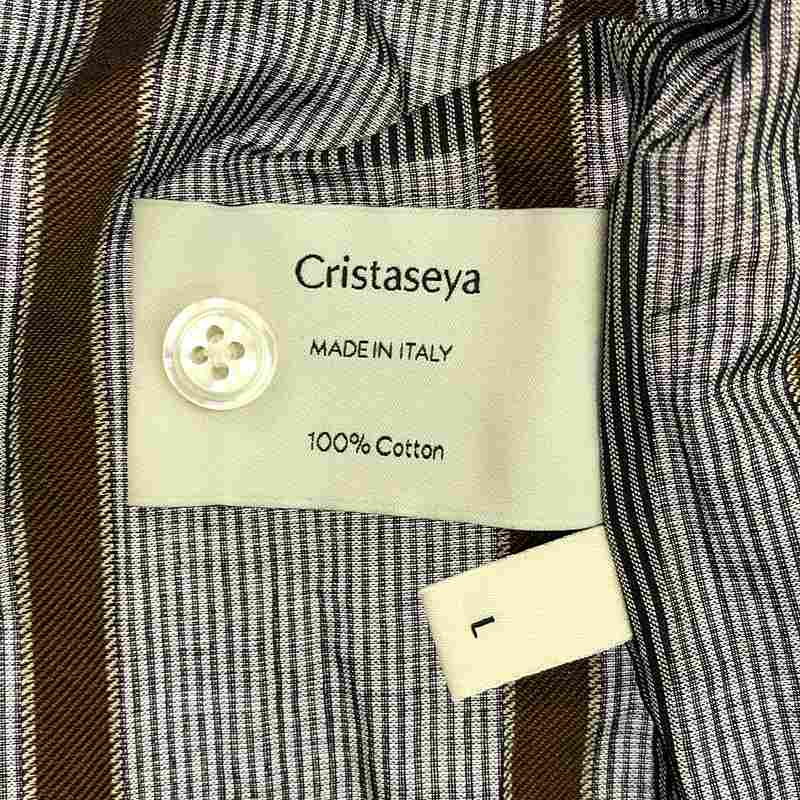 Cristaseya
MADE IN ITALY
100% Cotton
L